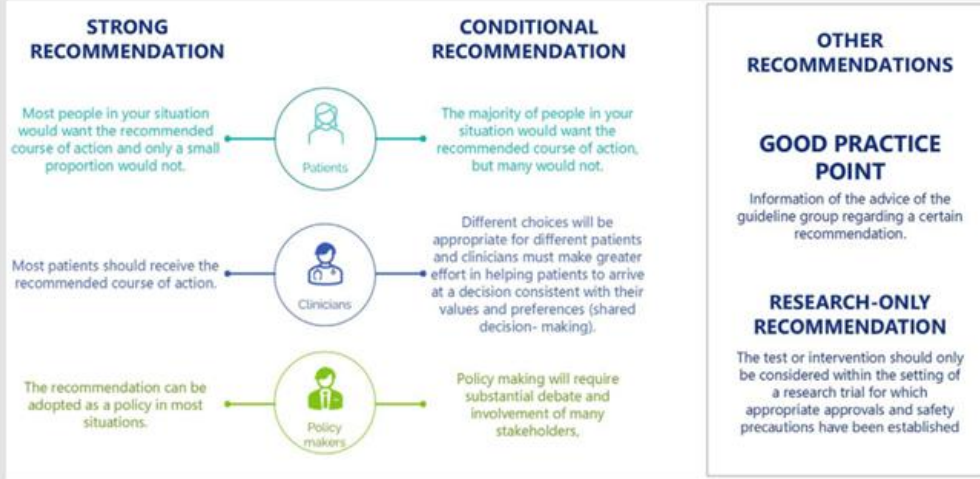 STRONG
RECOMMENDATION
Most people in your situation
would want the recommended
course of action and only a small
proportion would not.
Most patients should receive the
recommended course of action.
The recommendation can be
adopted as a policy in most
situations.
Patients
Clinicians
Policy
makers
CONDITIONAL
RECOMMENDATION
The majority of people in your
situation would want the
recommended course of action,
but many would not.
Different choices will be
appropriate for different patients
and clinicians must make greater
effort in helping patients to arrive
at a decision consistent with their
values and preferences (shared
decision- making).
Policy making will require
substantial debate and
involvement of many
stakeholders,
OTHER
RECOMMENDATIONS
GOOD PRACTICE
POINT
Information of the advice of the
guideline group regarding a certain
recommendation.
RESEARCH-ONLY
RECOMMENDATION
The test or intervention should only
be considered within the setting of
a research trial for which
appropriate approvals and safety
precautions have been established